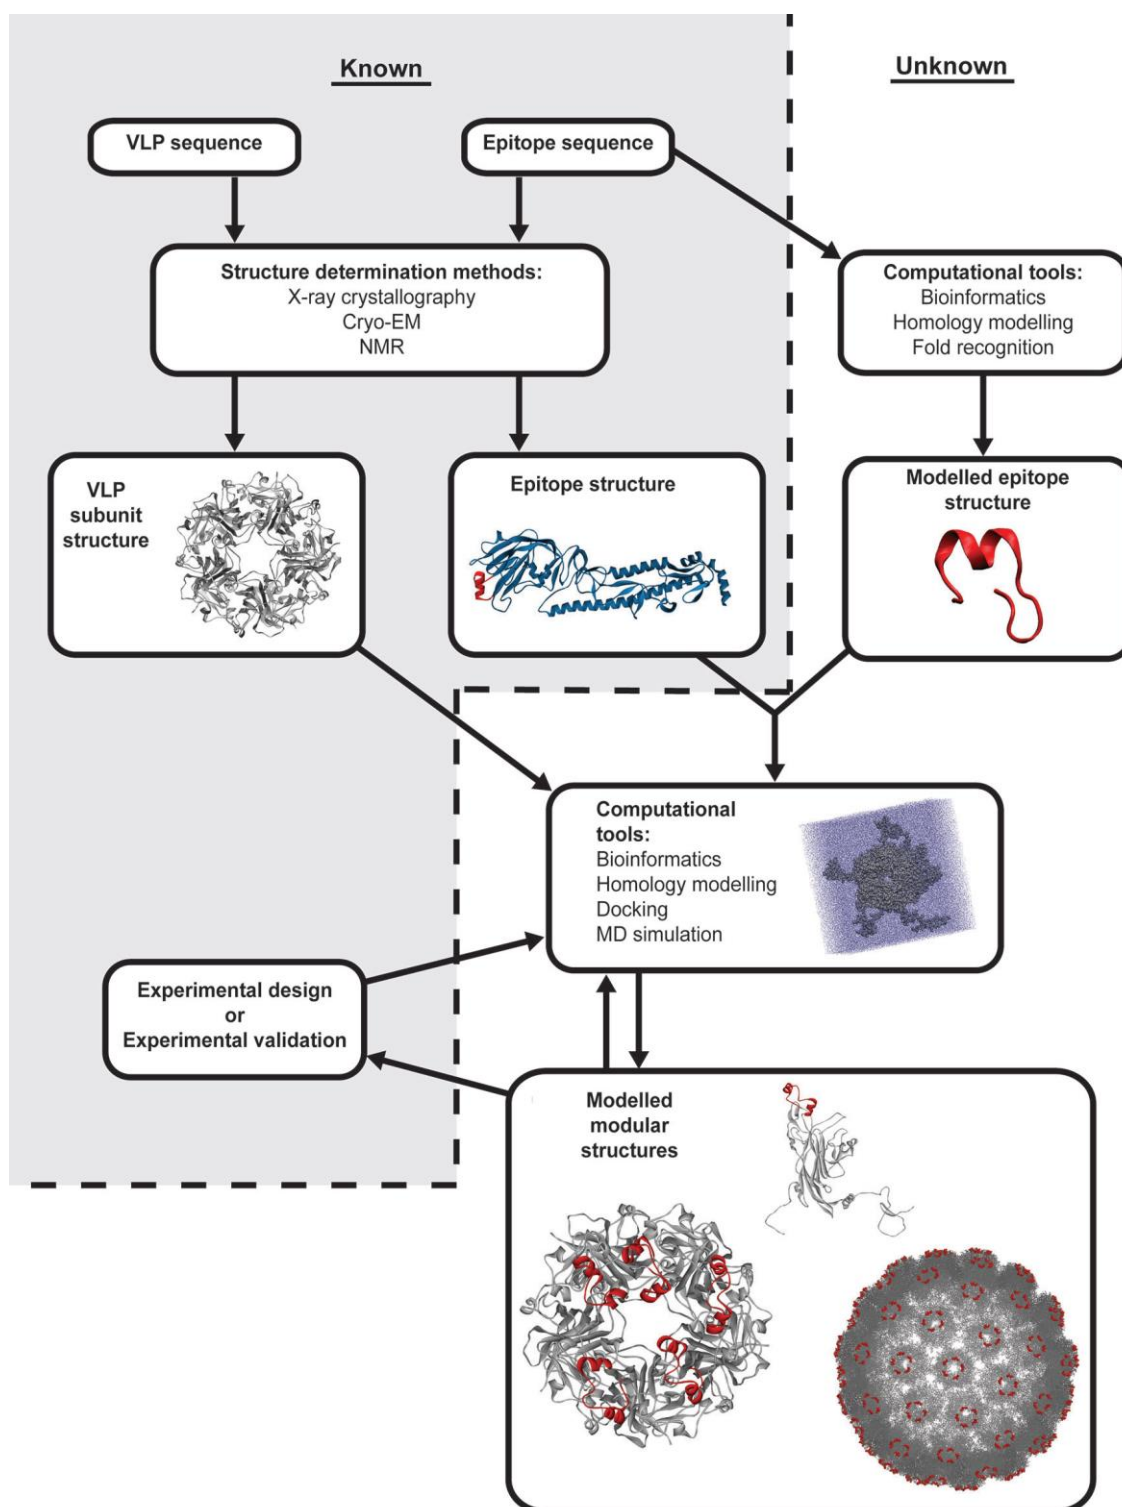 Known
Unknown
VLP sequence
Epitope sequence
Structure determination methods:
X-ray crystallography
Cryo-EM
NMR
Computational tools:
Bioinformatics
Homology modelling
Fold recognition
VLP
subunit
structure
Epitope structure
Modelled epitope
structure
Computational
tools:
Bioinformatics
Homology modelling
Docking
MD simulation
Experimental design
or
Experimental validation
Modelled
modular
structures